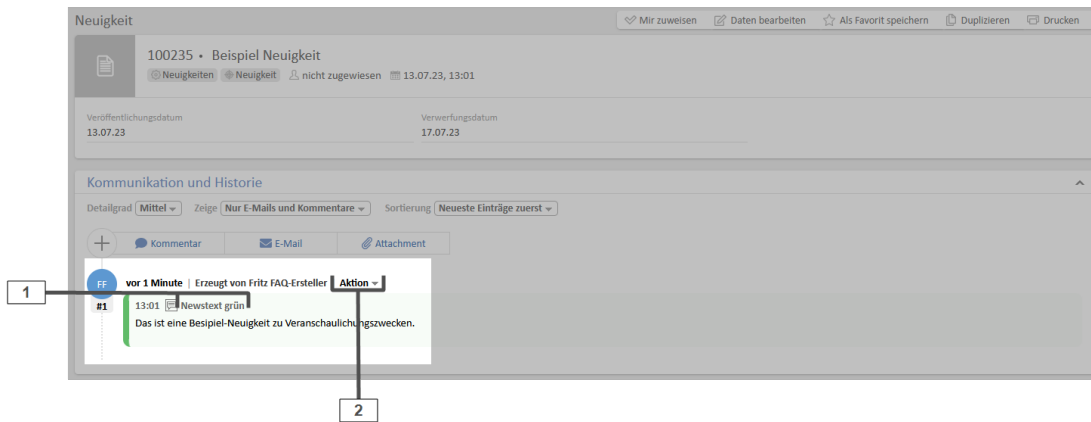 Neuigkeit
Mir zuweisen Daten bearbeiten Als Favorit speichern Duplizieren Drucken
100235 • Beispiel Neuigkeit
Neuigkeiten Neuigkeit nicht zugewiesen 13.07.23, 13:01
Veröffentlichungsdatum Verwerfungsdatum
13.07.23 17.07.23
Kommunikation und Historie
Detailgrad Mittel Zeige Nur E-Mails und Kommentare Sortierung Neueste Einträge zuerst
Kommentar E-Mail Attachment
FF vor 1 Minute | Erzeugt von Fritz FAQ-Ersteller Aktion
1
#1 13:01 Newstext grün
Das ist eine Besipiel-Neuigkeit zu Veranschaulichungszwecken.
2